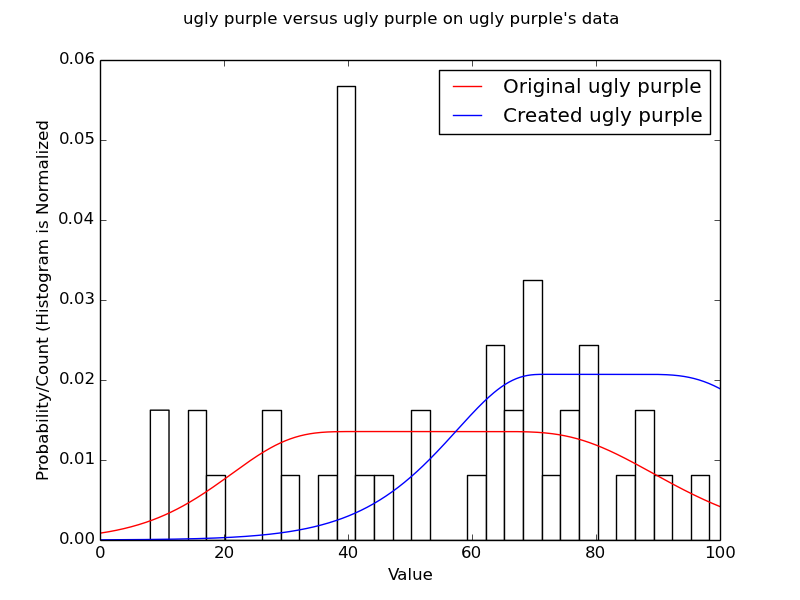 ugly purple versus ugly purple on ugly purple's data
0.06
0.05
0.04
0.03
0.02
0.01
0.00
Probability/Count (Histogram is Normalized
Original ugly purple
Created ugly purple
0 20 40 60 80 100
Value